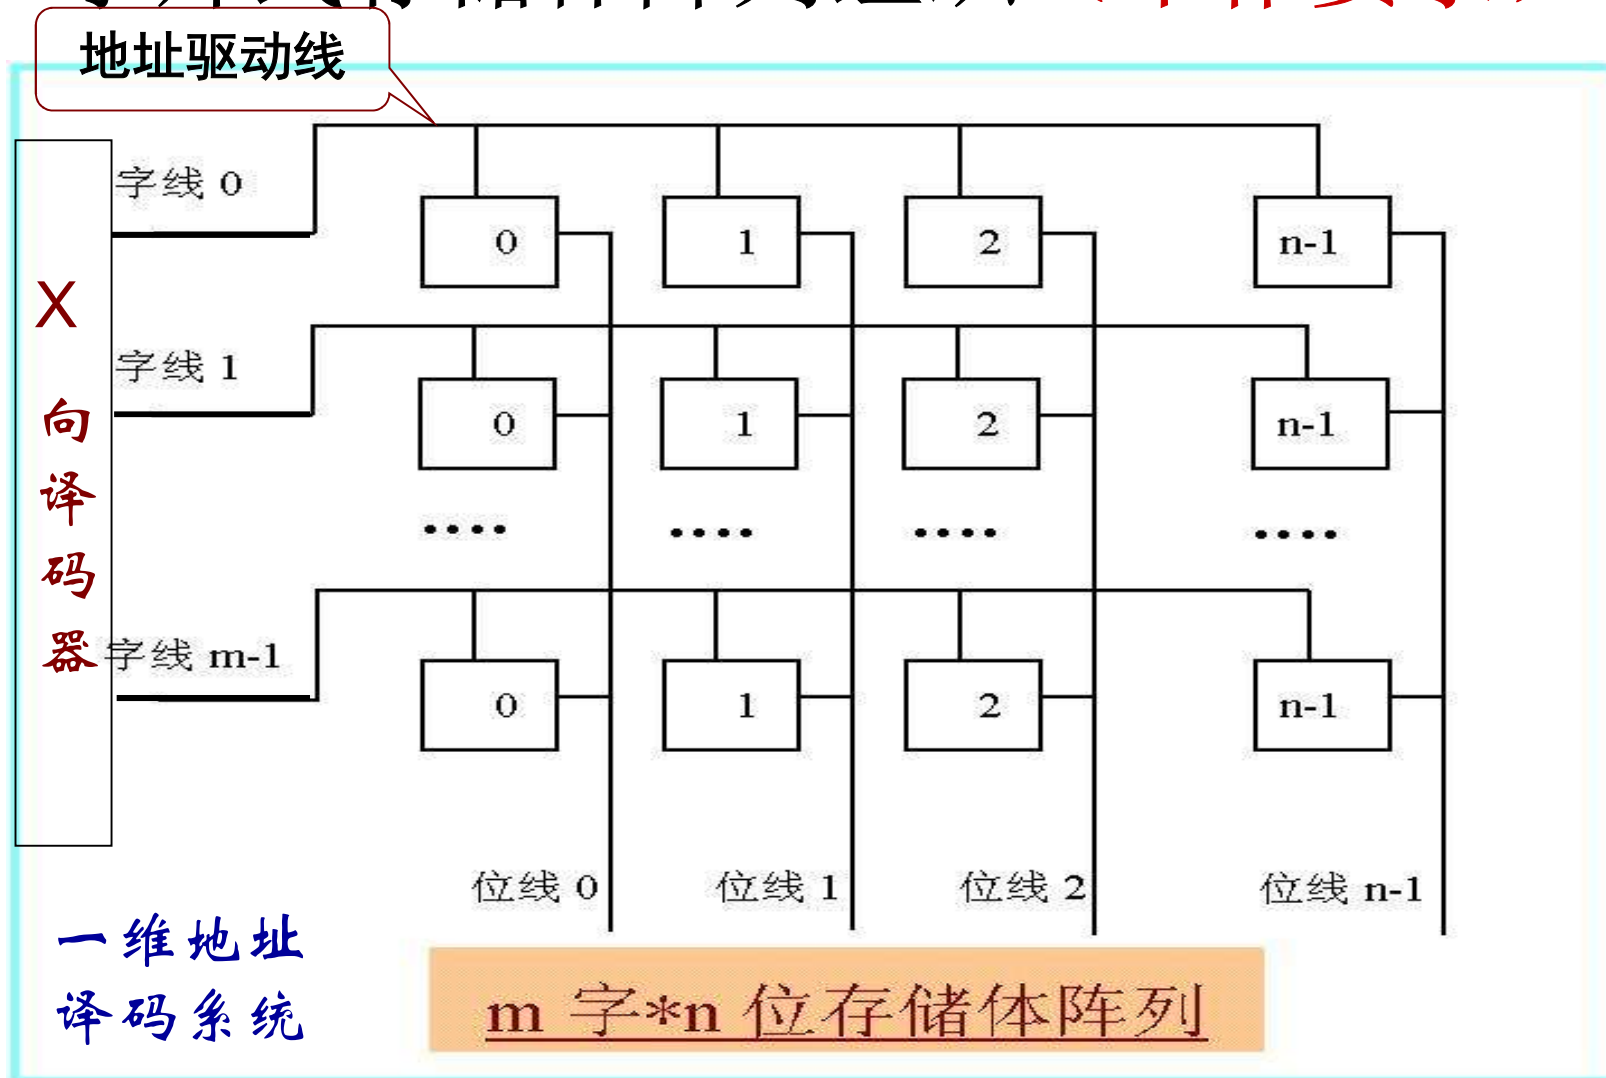 地址驱动线
字线 0
0 1 2 n-1
X向译码器
字线 1
0 1 2 n-1
···· ···· ···· ····
字线 m-1
0 1 2 n-1
位线 0 位线 1 位线 2 位线 n-1
一维地址
译码系统
m 字*n 位存储体阵列